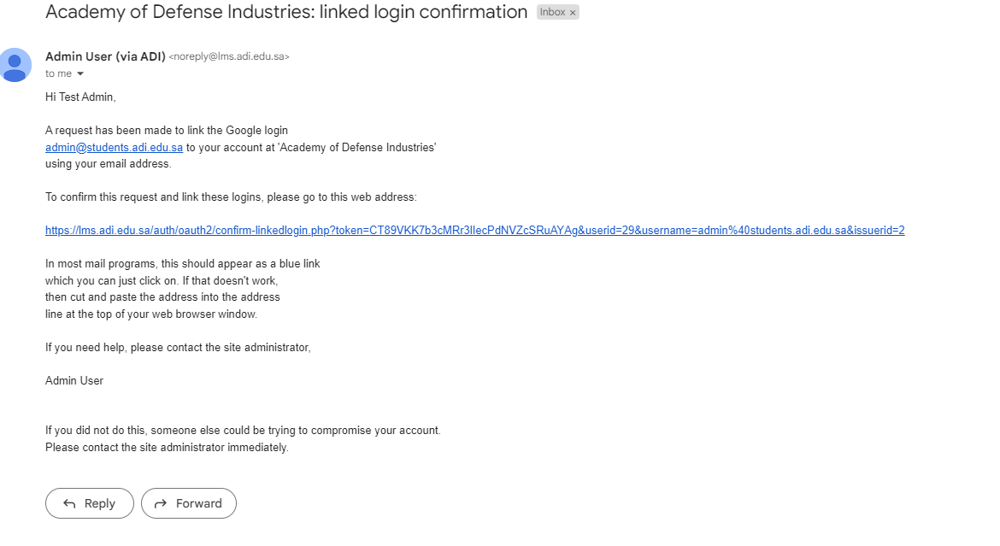 Academy of Defense Industries: linked login confirmation Inbox ×
Admin User (via ADI) <noreply@lms.adi.edu.sa>
to me
Hi Test Admin,
A request has been made to link the Google login
admin@students.adi.edu.sa to your account at 'Academy of Defense Industries'
using your email address.
To confirm this request and link these logins, please go to this web address:
https://lms.adi.edu.sa/auth/oauth2/confirm-linkedlogin.php?token=CT89VKK7b3cMRr3IIecPdNVZcSRuAYAg&userid=29&username=admin%40students.adi.edu.sa&issuerid=2
In most mail programs, this should appear as a blue link
which you can just click on. If that doesn't work,
then cut and paste the address into the address
line at the top of your web browser window.
If you need help, please contact the site administrator,
Admin User
If you did not do this, someone else could be trying to compromise your account.
Please contact the site administrator immediately.
Reply Forward